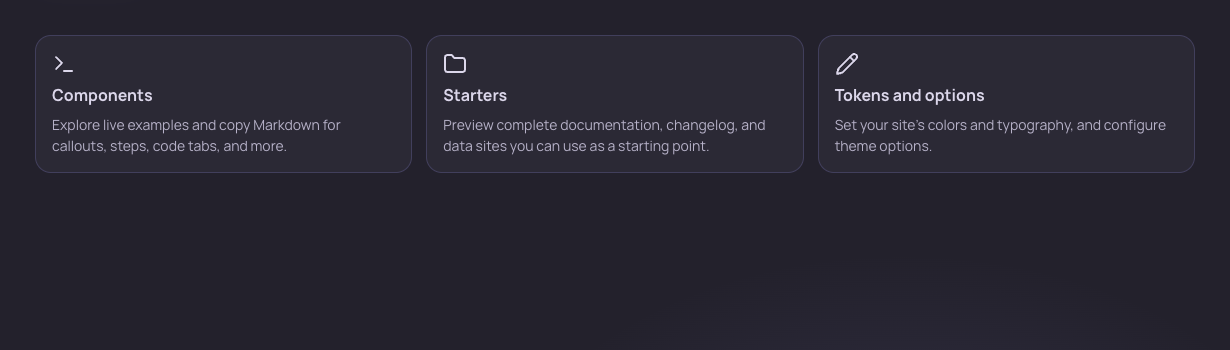 Components
Explore live examples and copy Markdown for
callouts, steps, code tabs, and more.
Starters
Preview complete documentation, changelog, and
data sites you can use as a starting point.
Tokens and options
Set your site's colors and typography, and configure
theme options.